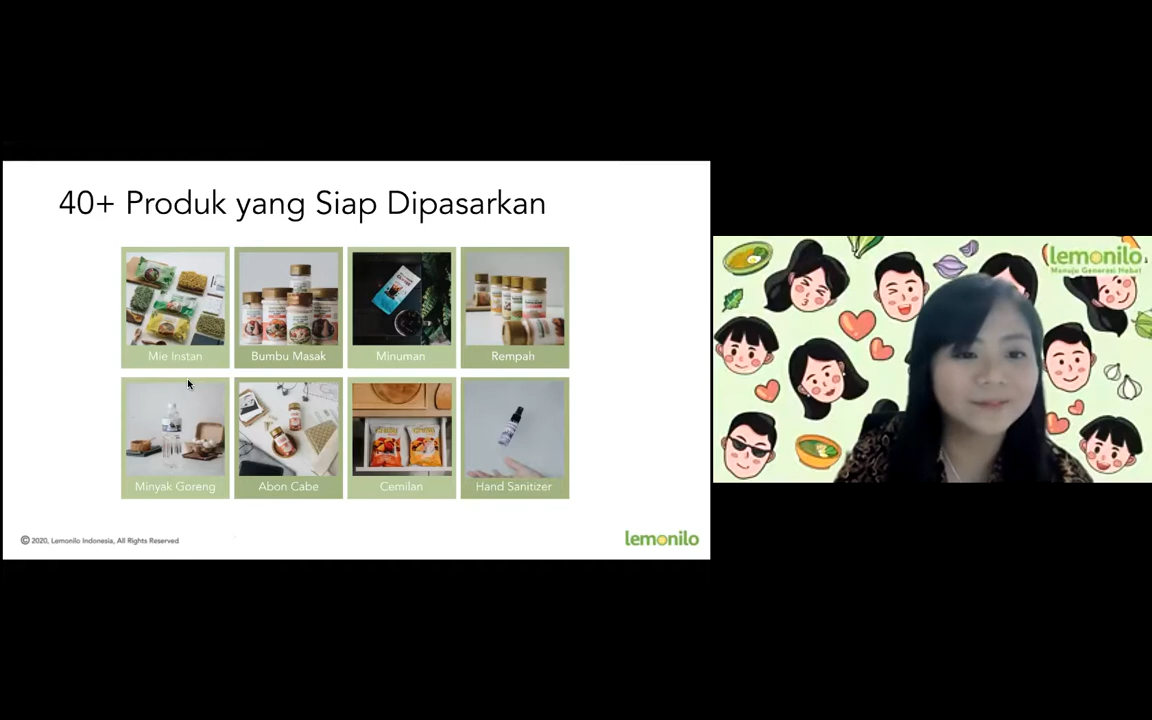 40+ Produk yang Siap Dipasarkan
Mie Instan
Bumbu Masak
Minuman
Rempah
Minyak Goreng
Abon Cabe
Cemilan
Hand Sanitizer
© 2020, Lemonilo Indonesia, All Rights Reserved
lemonilo
lemonilo
Menuju Generasi Hebat